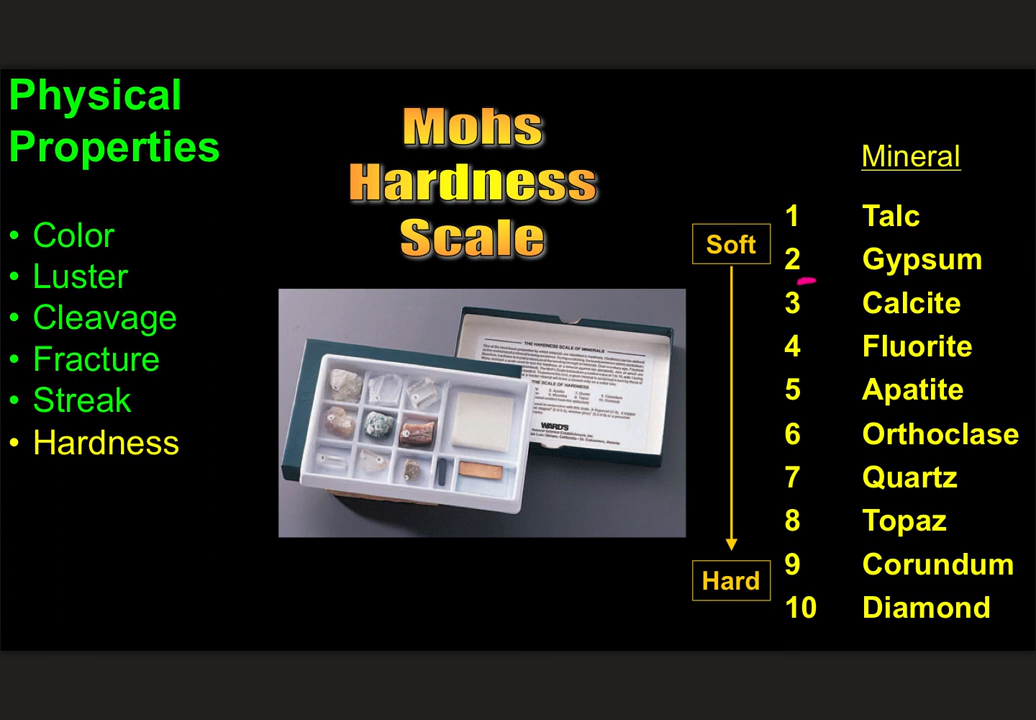 Physical
Properties
• Color
• Luster
• Cleavage
• Fracture
• Streak
• Hardness
Mohs
Hardness
Scale
THE HARDNESS SCALE OF MINERALS
SCALE OF HARDNESS
WARD'S
Soft
Hard
Mineral
1 Talc
2 Gypsum
3 Calcite
4 Fluorite
5 Apatite
6 Orthoclase
7 Quartz
8 Topaz
9 Corundum
10 Diamond